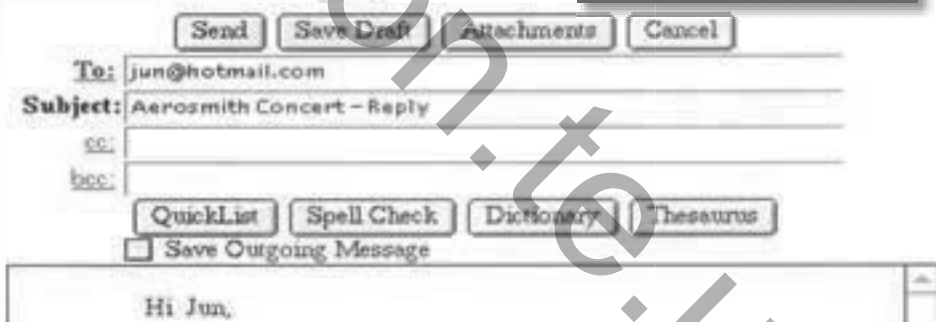 Send Save Draft Attachments Cancel
To: jun@hotmail.com
Subject: Aerosmith Concert – Reply
cc:
bcc:
QuickList Spell Check Dictionary Thesaurus
Save Outgoing Message
Hi Jun,